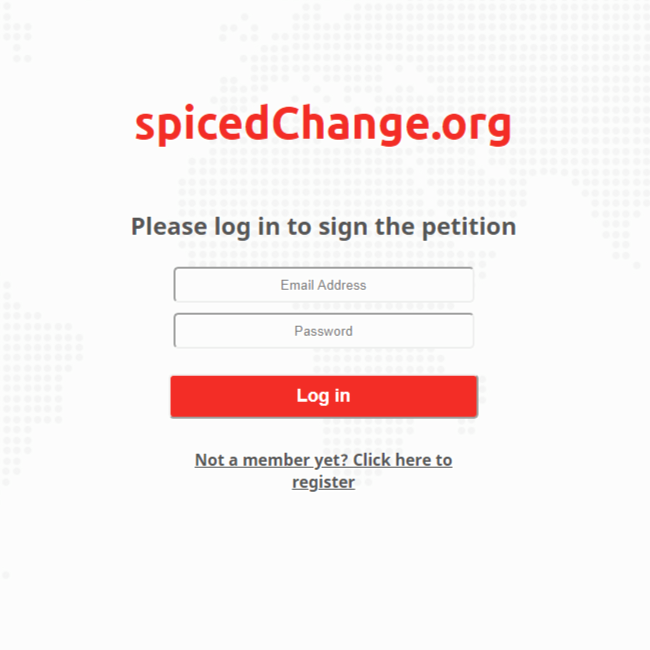 spicedChange.org
Please log in to sign the petition
Email Address
Password
Log in
Not a member yet? Click here to
register